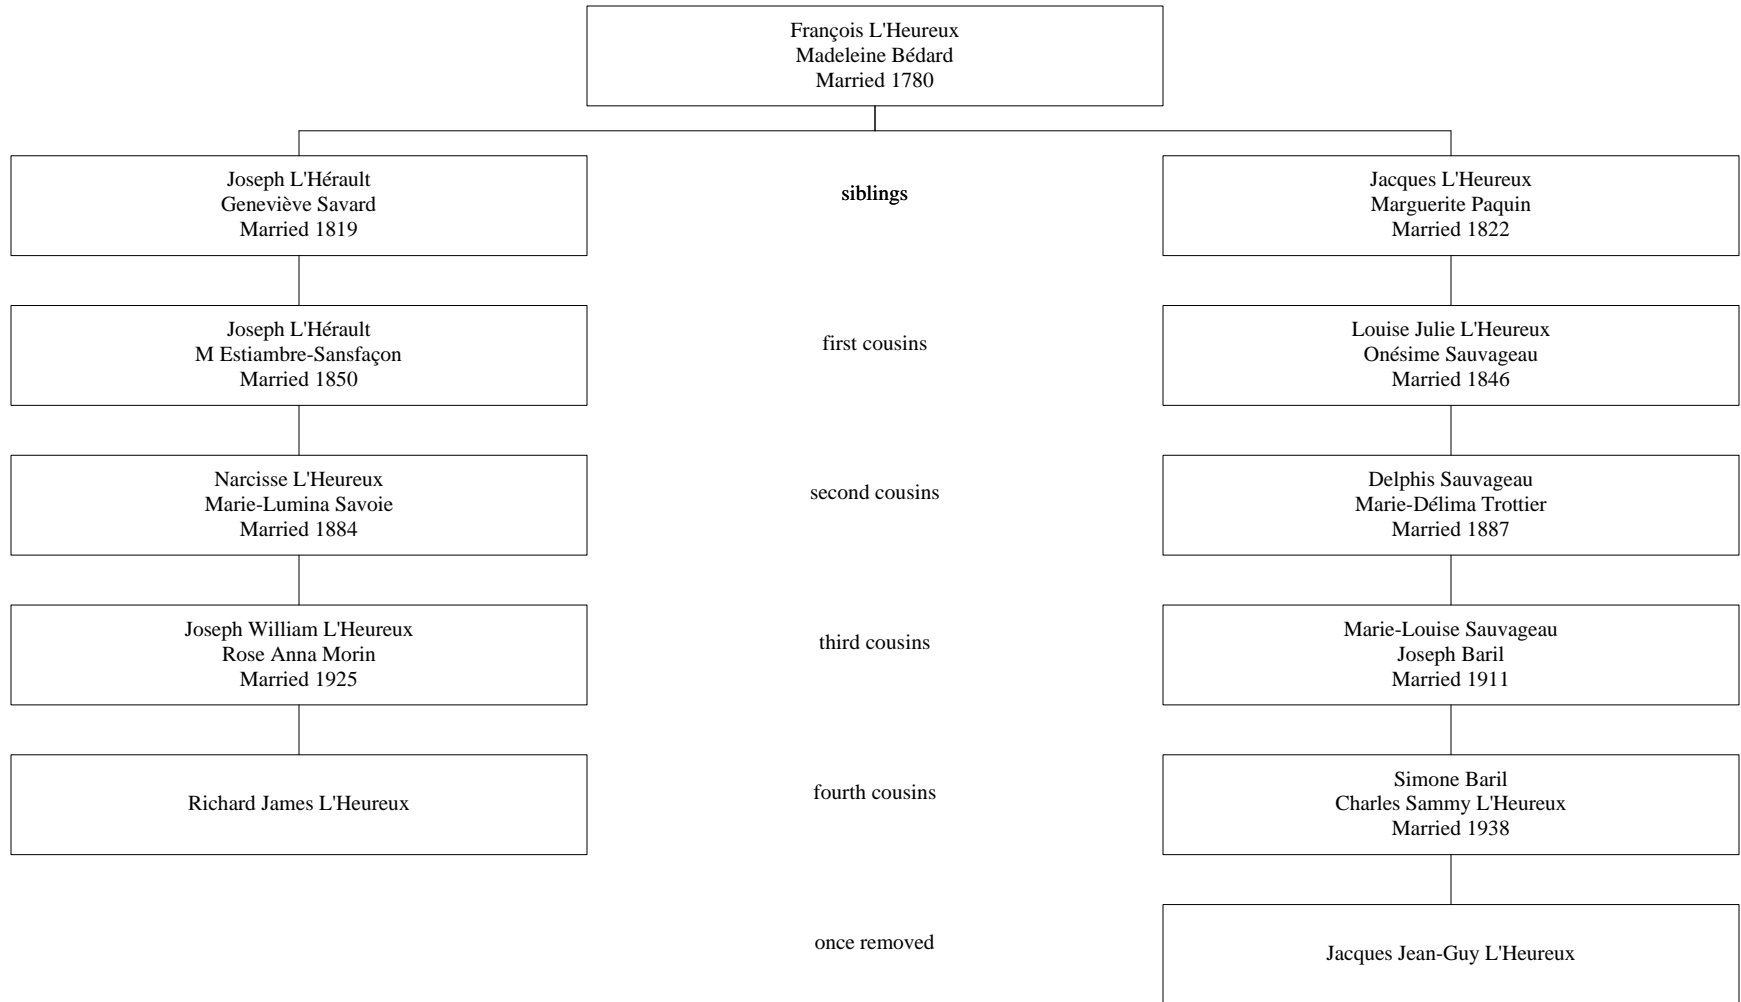 François L'Heureux
Madeleine Bédard
Married 1780
Joseph L'Hérault
Geneviève Savard
Married 1819
siblings
Jacques L'Heureux
Marguerite Paquin
Married 1822
Joseph L'Hérault
M Estiambre-Sansfaçon
Married 1850
first cousins
Louise Julie L'Heureux
Onésime Sauvageau
Married 1846
Narcisse L'Heureux
Marie-Lumina Savoie
Married 1884
second cousins
Delphis Sauvageau
Marie-Délima Trottier
Married 1887
Joseph William L'Heureux
Rose Anna Morin
Married 1925
third cousins
Marie-Louise Sauvageau
Joseph Baril
Married 1911
Richard James L'Heureux
fourth cousins
Simone Baril
Charles Sammy L'Heureux
Married 1938
once removed
Jacques Jean-Guy L'Heureux